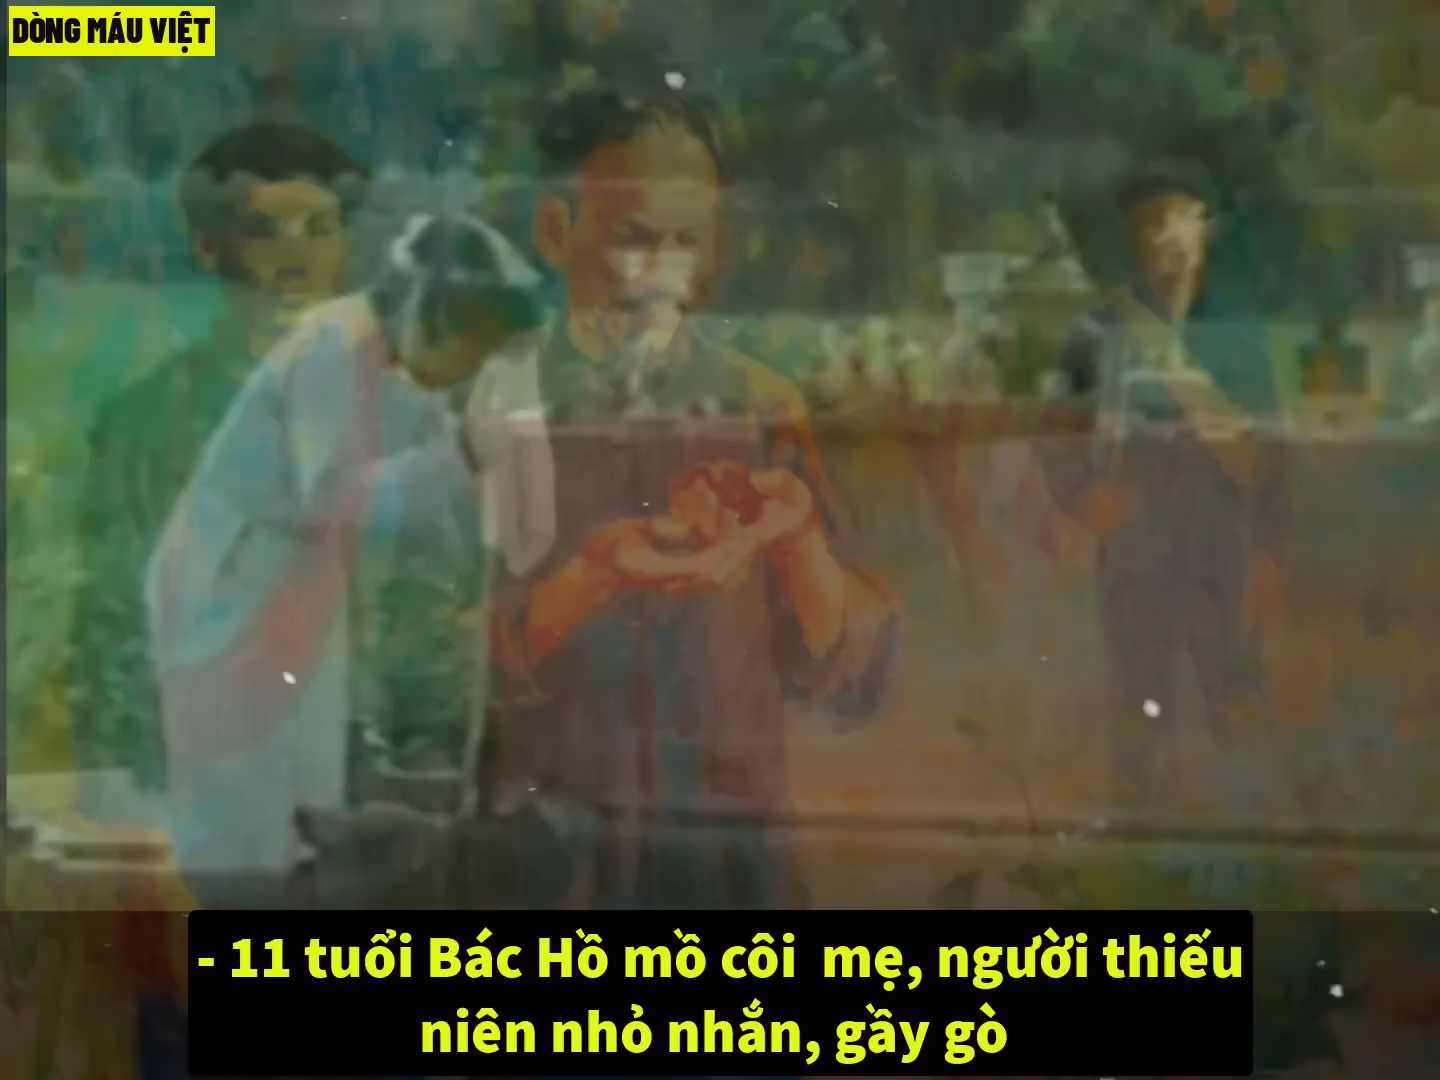 DÒNG MÁU VIỆT
- 11 tuổi Bác Hồ mồ côi  mẹ, người thiếu
niên nhỏ nhắn, gầy gò